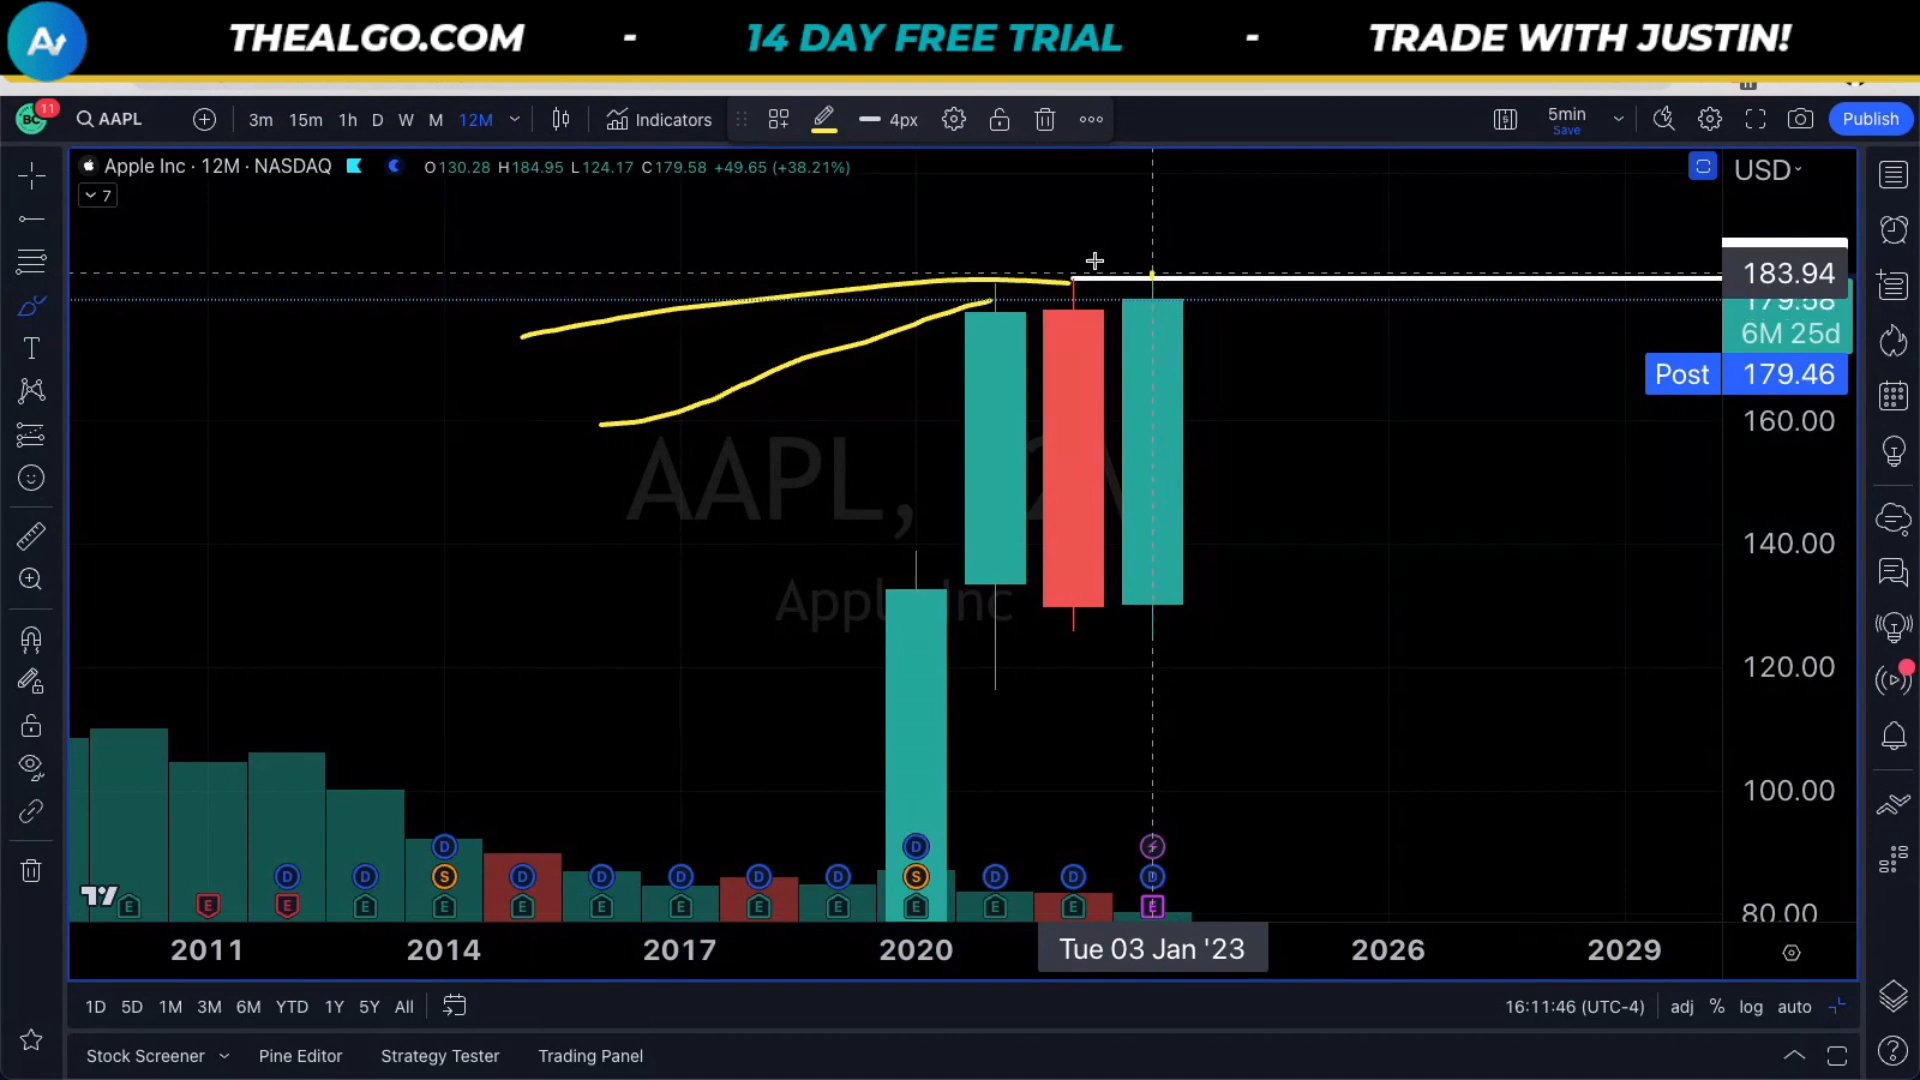 THEALGO.COM - 14 DAY FREE TRIAL - TRADE WITH JUSTIN!
11 AAPL 3m 15m 1h D W M 12M Indicators 4px 5min Save Publish
Apple Inc · 12M · NASDAQ O130.28 H184.95 L124.17 C179.58 +49.65 (+38.21%) USD
7
183.94
179.58
6M 25d
Post 179.46
160.00
140.00
120.00
100.00
80.00
AAPL,
Inc
D D
S S
D D D D D D D D D D
E E E E E E E E E E E E E E
2011 2014 2017 2020 Tue 03 Jan '23 2026 2029
1D 5D 1M 3M 6M YTD 1Y 5Y All 16:11:46 (UTC-4) adj % log auto
Stock Screener Pine Editor Strategy Tester Trading Panel